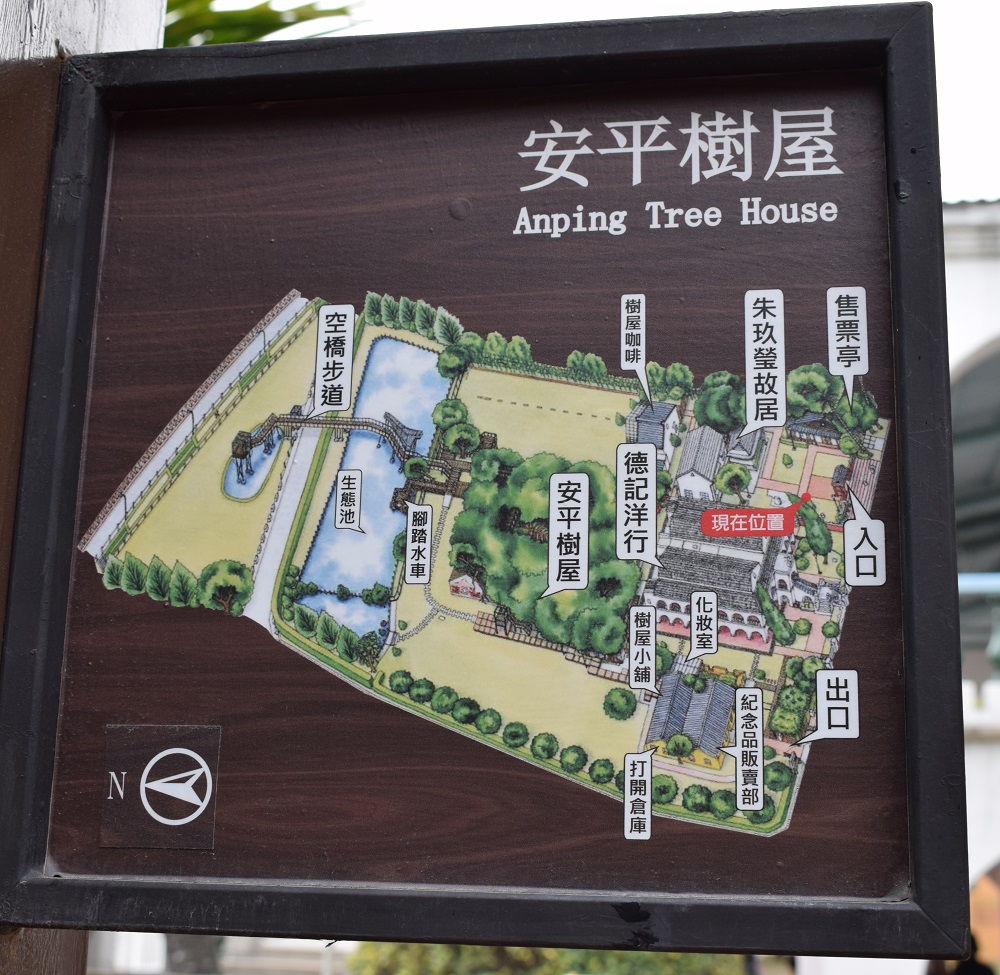 安平樹屋
Anping Tree House
空橋步道
樹屋咖啡
朱玖瑩故居
售票亭
生態池
腳踏水車
安平樹屋
德記洋行
現在位置
入口
化妝室
樹屋小舖
出口
紀念品販賣部
打開倉庫
N